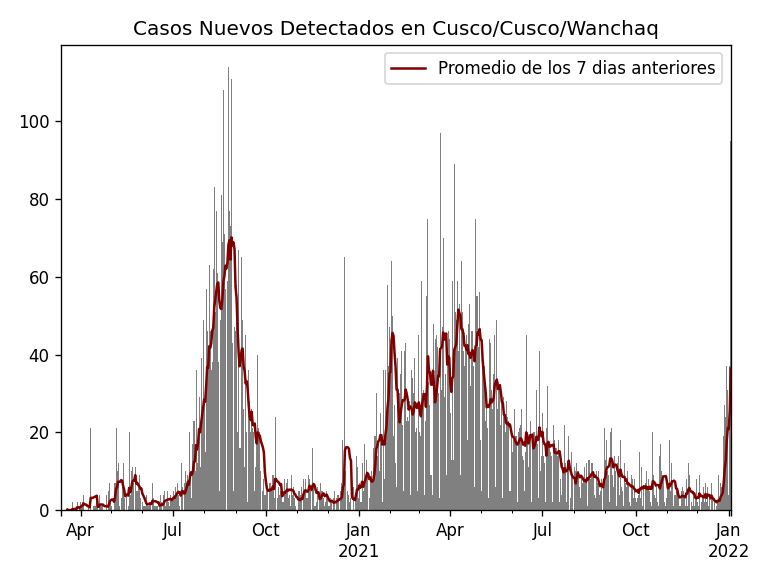 Casos Nuevos Detectados en Cusco/Cusco/Wanchaq
Promedio de los 7 dias anteriores
100
80
60
40
20
0
Apr Jul Oct Jan Apr Jul Oct Jan
2021 2022